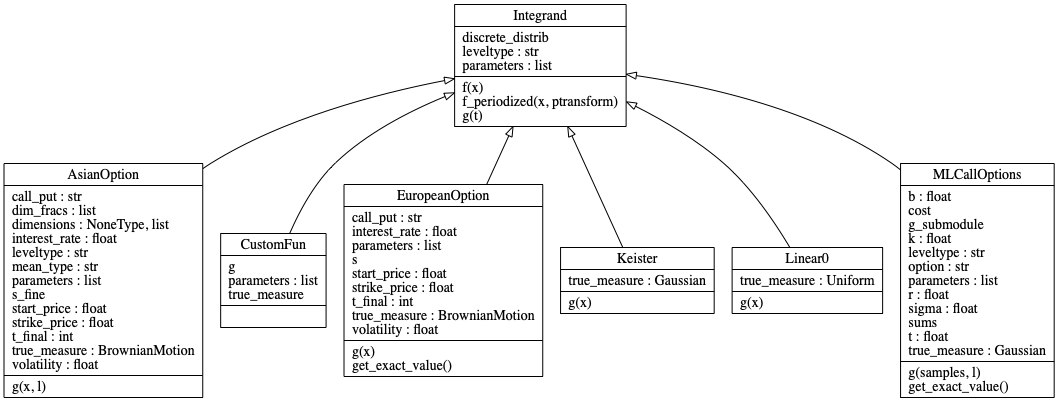 Integrand
discrete_distrib
leveltype : str
parameters : list
f(x)
f_periodized(x, ptransform)
g(t)
AsianOption
call_put : str
dim_fracs : list
dimensions : NoneType, list
interest_rate : float
leveltype : str
mean_type : str
parameters : list
s_fine
start_price : float
strike_price : float
t_final : int
true_measure : BrownianMotion
volatility : float
g(x, l)
CustomFun
g
parameters : list
true_measure
EuropeanOption
call_put : str
interest_rate : float
parameters : list
s
start_price : float
strike_price : float
t_final : int
true_measure : BrownianMotion
volatility : float
g(x)
get_exact_value()
Keister
true_measure : Gaussian
g(x)
Linear0
true_measure : Uniform
g(x)
MLCallOptions
b : float
cost
g_submodule
k : float
leveltype : str
option : str
parameters : list
r : float
sigma : float
sums
t : float
true_measure : Gaussian
g(samples, l)
get_exact_value()